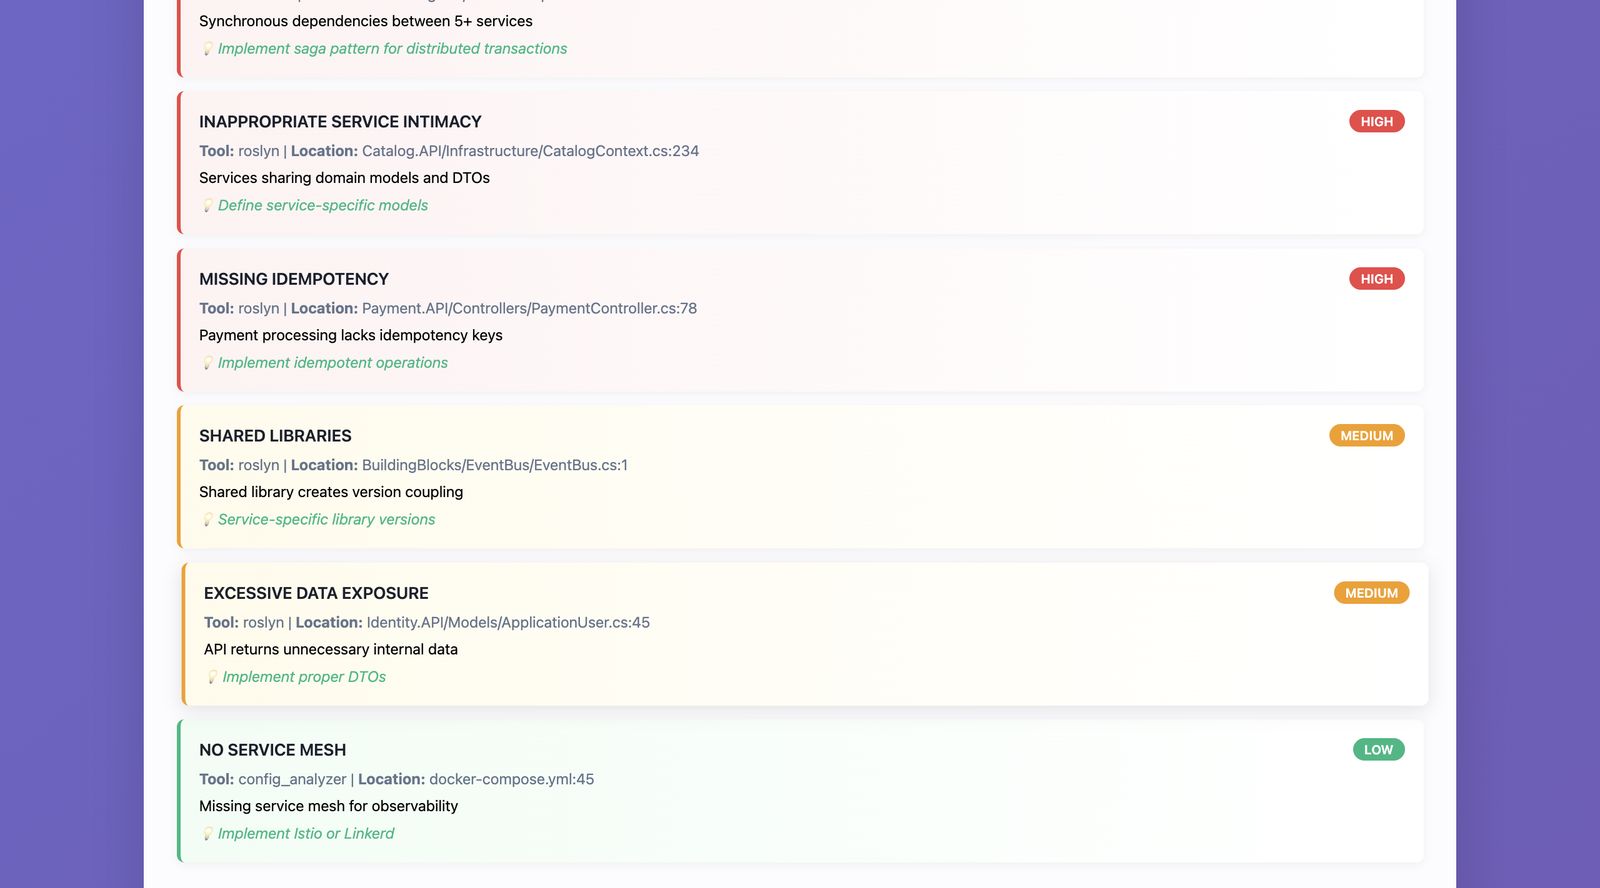 Synchronous dependencies between 5+ services
Implement saga pattern for distributed transactions
INAPPROPRIATE SERVICE INTIMACY
HIGH
Tool: roslyn | Location: Catalog.API/Infrastructure/CatalogContext.cs:234
Services sharing domain models and DTOs
Define service-specific models
MISSING IDEMPOTENCY
HIGH
Tool: roslyn | Location: Payment.API/Controllers/PaymentController.cs:78
Payment processing lacks idempotency keys
Implement idempotent operations
SHARED LIBRARIES
MEDIUM
Tool: roslyn | Location: BuildingBlocks/EventBus/EventBus.cs:1
Shared library creates version coupling
Service-specific library versions
EXCESSIVE DATA EXPOSURE
MEDIUM
Tool: roslyn | Location: Identity.API/Models/ApplicationUser.cs:45
API returns unnecessary internal data
Implement proper DTOs
NO SERVICE MESH
LOW
Tool: config_analyzer | Location: docker-compose.yml:45
Missing service mesh for observability
Implement Istio or Linkerd